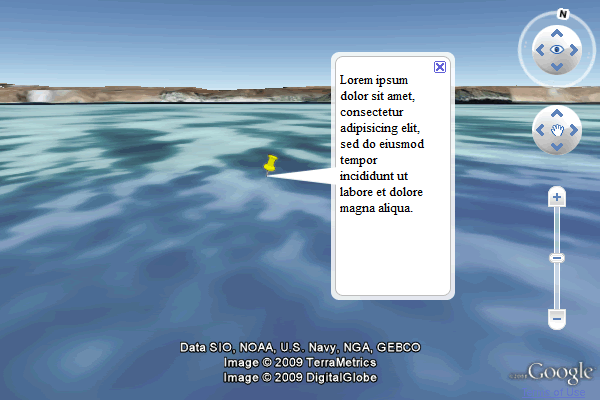 N
Lorem ipsum
dolor sit amet,
consectetur
adipisicing elit,
sed do eiusmod
tempor
incididunt ut
labore et dolore
magna aliqua.
Data SIO, NOAA, U.S. Navy, NGA, GEBCO
Image © 2009 TerraMetrics
Image © 2009 DigitalGlobe
Google